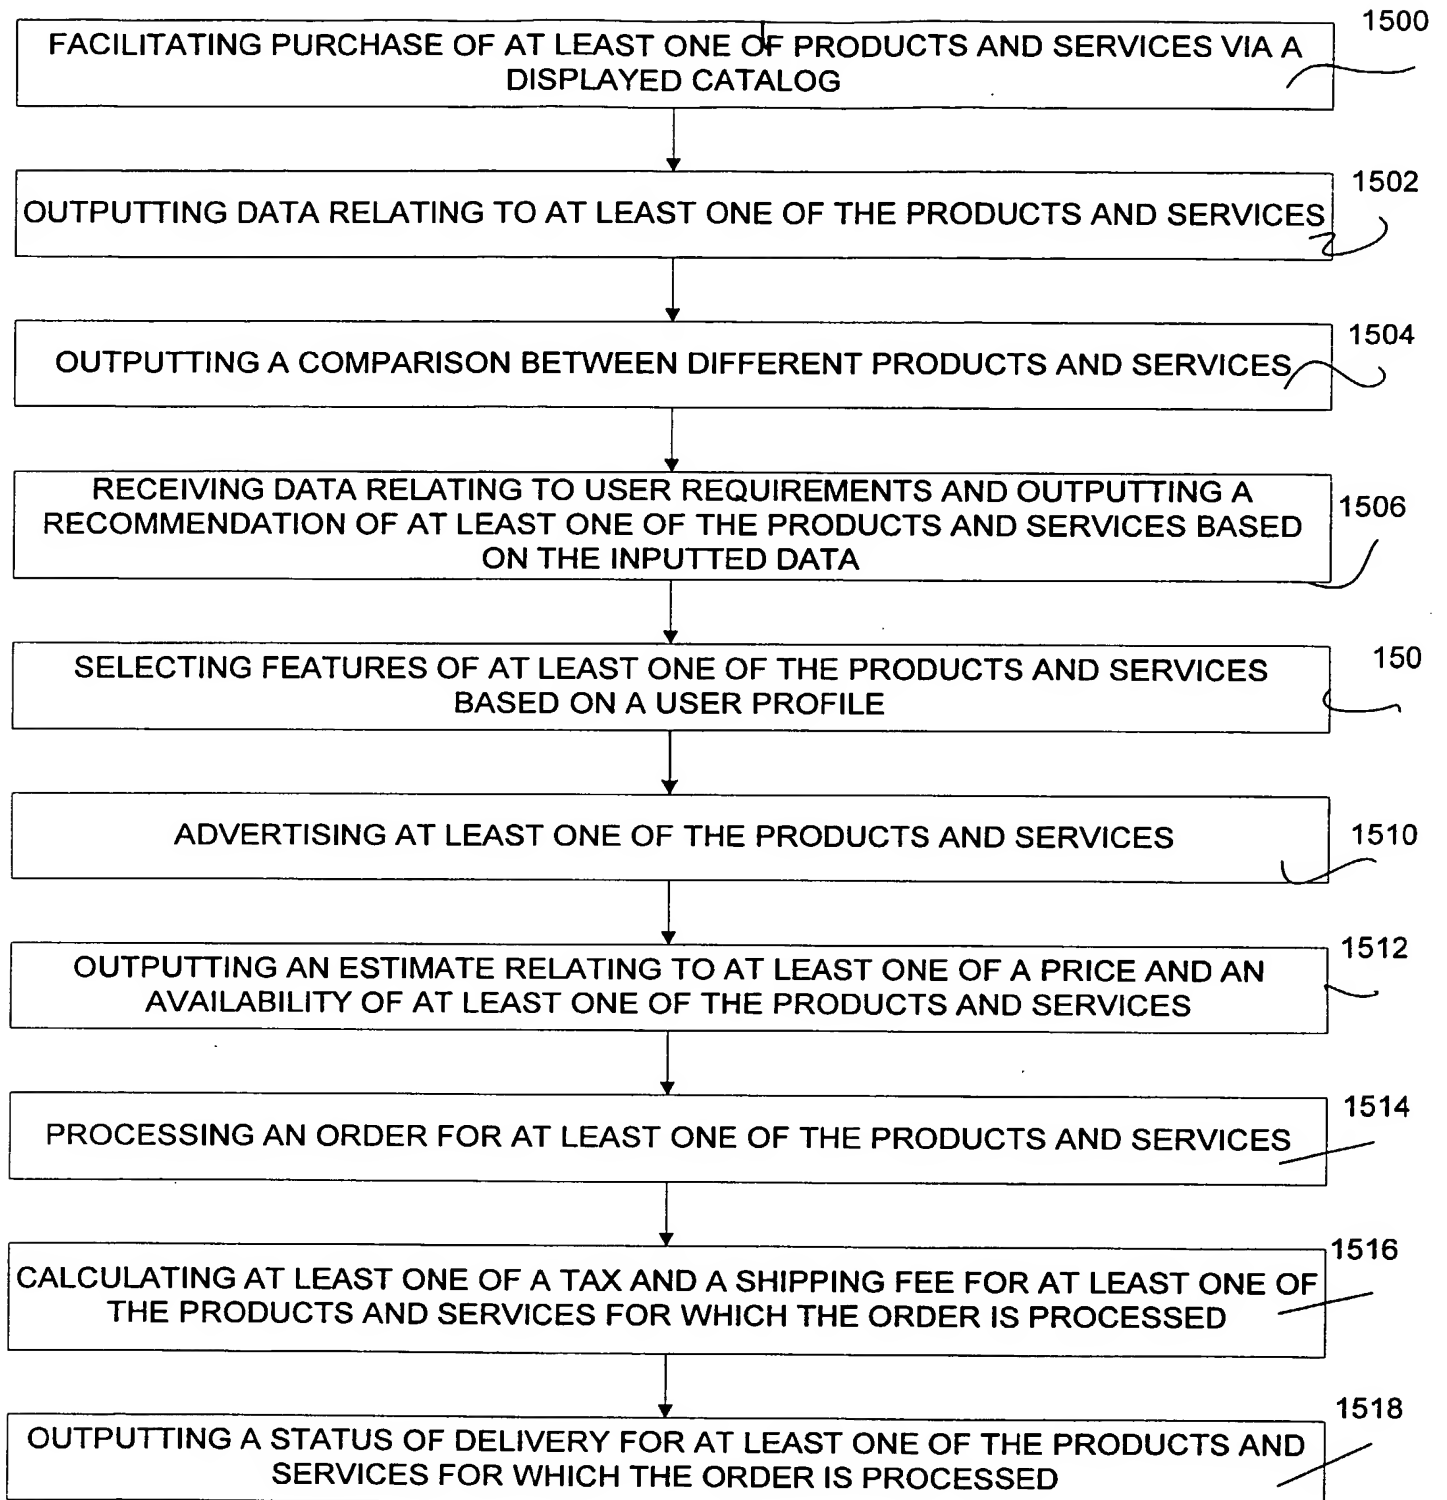 1500
FACILITATING PURCHASE OF AT LEAST ONE OF PRODUCTS AND SERVICES VIA A
DISPLAYED CATALOG
1502
OUTPUTTING DATA RELATING TO AT LEAST ONE OF THE PRODUCTS AND SERVICES
1504
OUTPUTTING A COMPARISON BETWEEN DIFFERENT PRODUCTS AND SERVICES
RECEIVING DATA RELATING TO USER REQUIREMENTS AND OUTPUTTING A
1506
RECOMMENDATION OF AT LEAST ONE OF THE PRODUCTS AND SERVICES BASED
ON THE INPUTTED DATA
150
SELECTING FEATURES OF AT LEAST ONE OF THE PRODUCTS AND SERVICES
BASED ON A USER PROFILE
1510
ADVERTISING AT LEAST ONE OF THE PRODUCTS AND SERVICES
1512
OUTPUTTING AN ESTIMATE RELATING TO AT LEAST ONE OF A PRICE AND AN
AVAILABILITY OF AT LEAST ONE OF THE PRODUCTS AND SERVICES
1514
PROCESSING AN ORDER FOR AT LEAST ONE OF THE PRODUCTS AND SERVICES
1516
CALCULATING AT LEAST ONE OF A TAX AND A SHIPPING FEE FOR AT LEAST ONE OF
THE PRODUCTS AND SERVICES FOR WHICH THE ORDER IS PROCESSED
1518
OUTPUTTING A STATUS OF DELIVERY FOR AT LEAST ONE OF THE PRODUCTS AND
SERVICES FOR WHICH THE ORDER IS PROCESSED